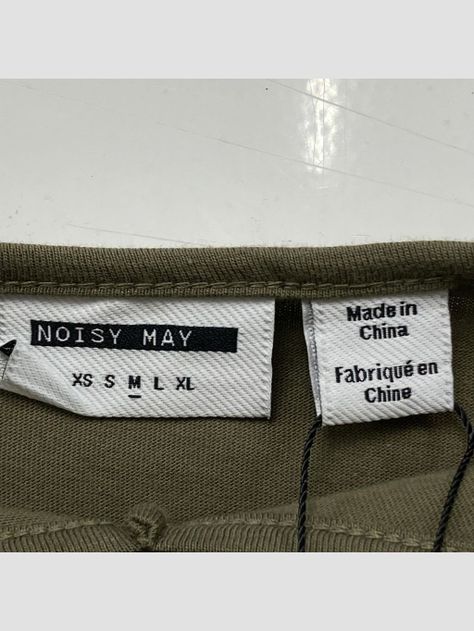 NOISY MAY
XS S M L XL
Made in
China
Fabriqué en
Chine